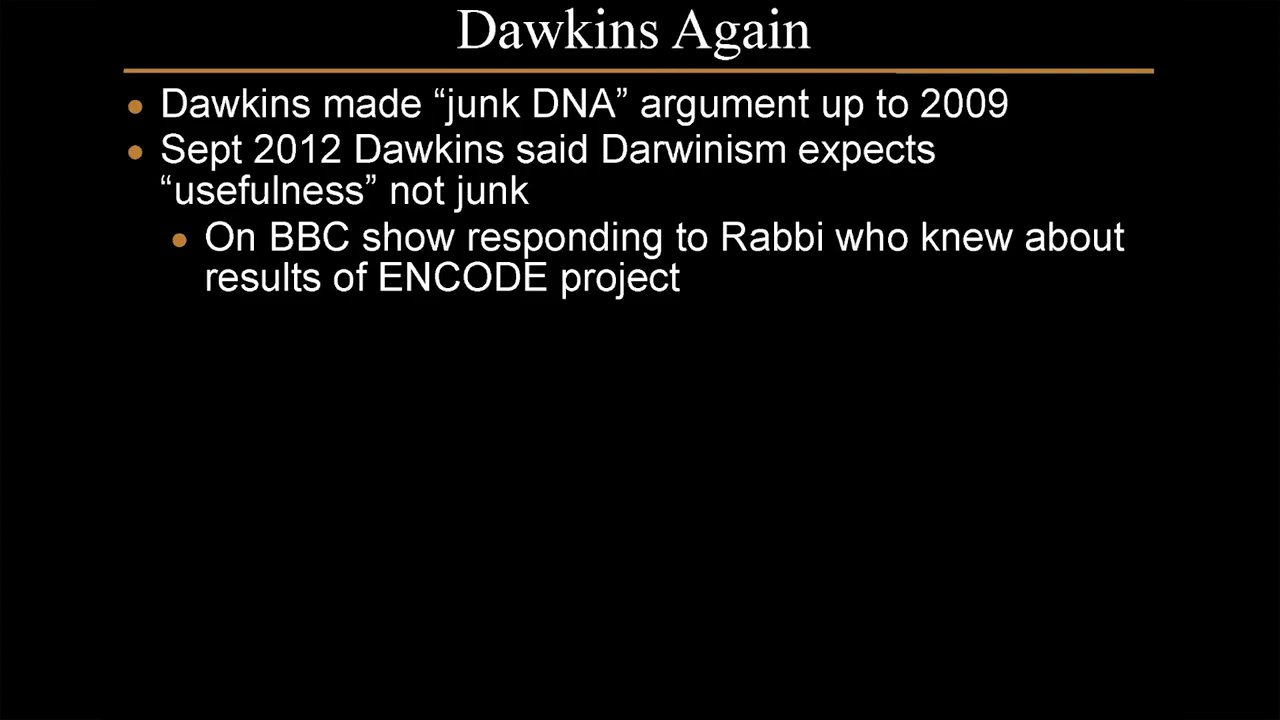 Dawkins Again
• Dawkins made “junk DNA” argument up to 2009
• Sept 2012 Dawkins said Darwinism expects
“usefulness” not junk
• On BBC show responding to Rabbi who knew about
results of ENCODE project